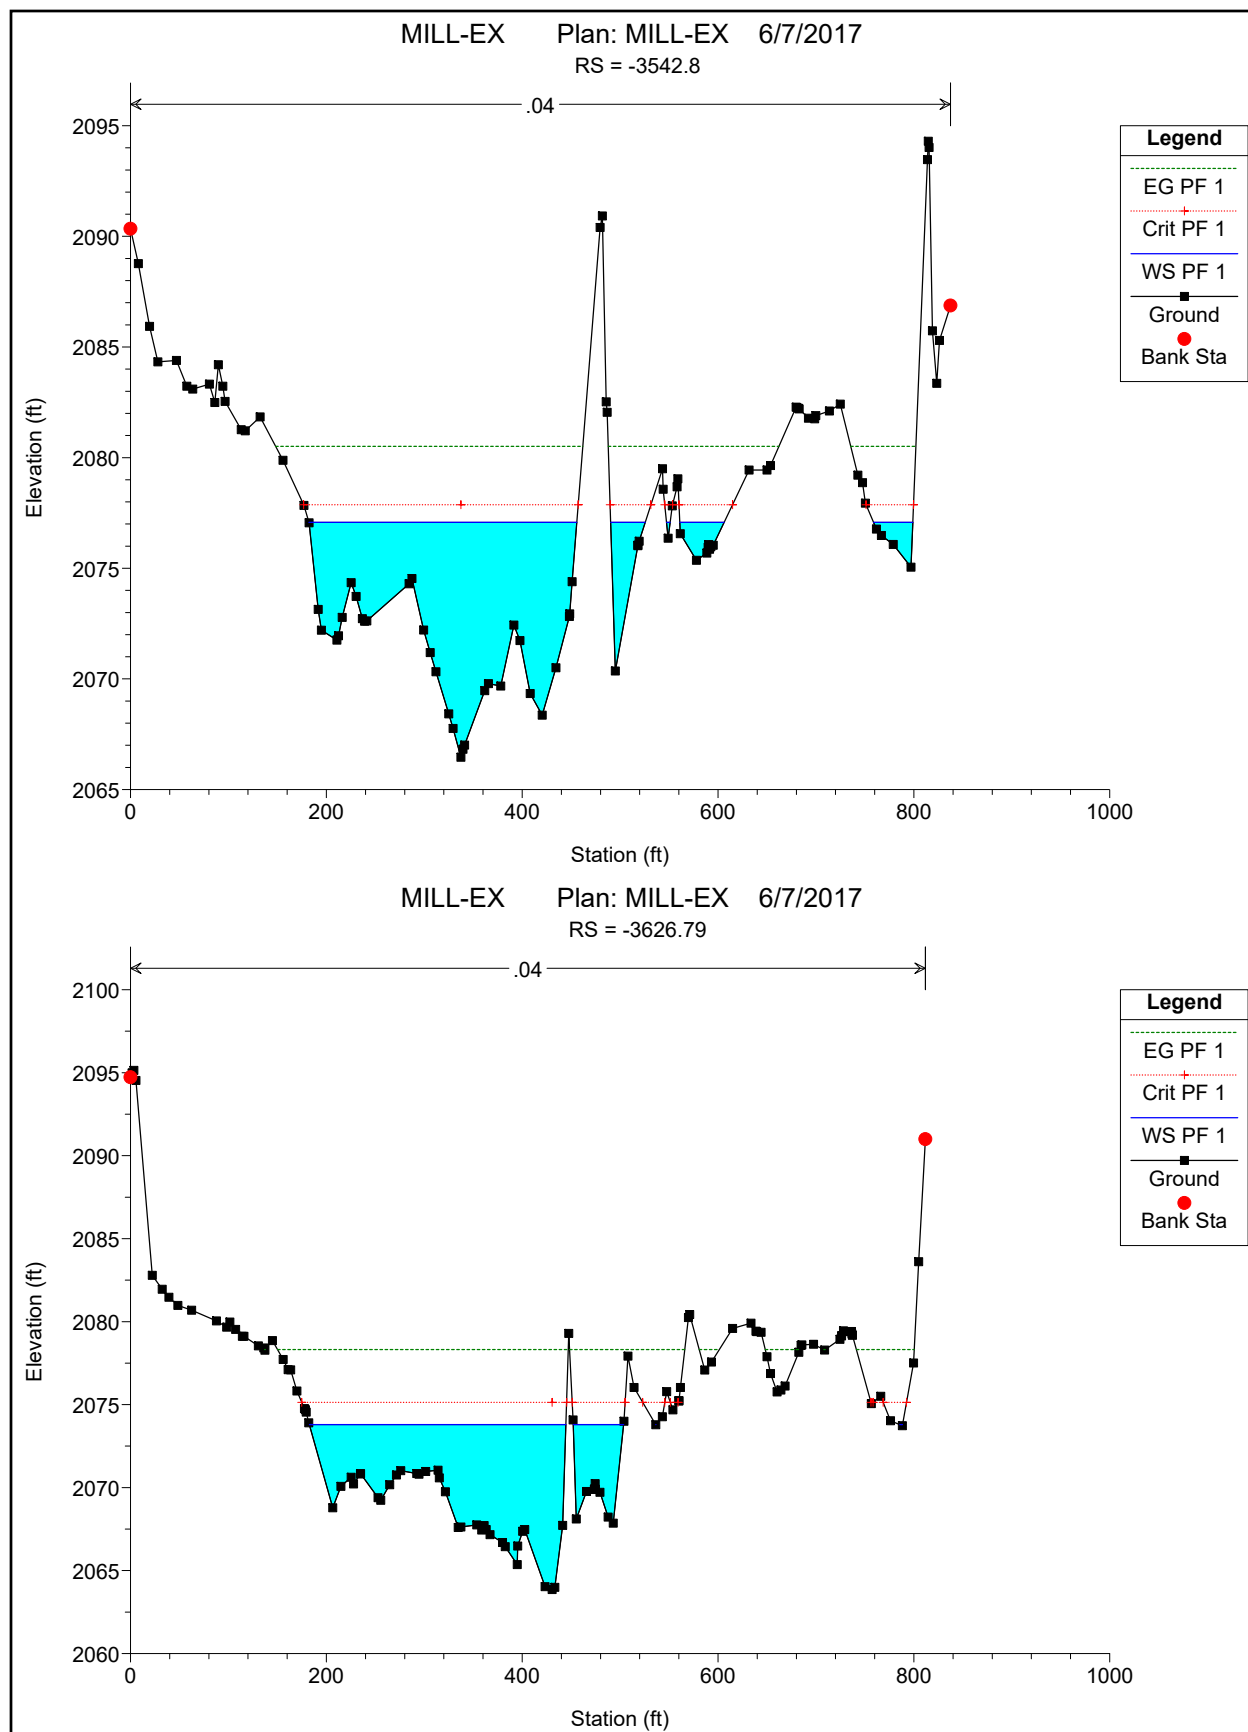 MILL-EX Plan: MILL-EX 6/7/2017
RS = -3542.8
.04
2095
2090
2085
2080
2075
2070
2065
Elevation (ft)
0 200 400 600 800 1000
Station (ft)
Legend
EG PF 1
Crit PF 1
WS PF 1
Ground
Bank Sta
MILL-EX Plan: MILL-EX 6/7/2017
RS = -3626.79
.04
2100
2095
2090
2085
2080
2075
2070
2065
2060
Elevation (ft)
0 200 400 600 800 1000
Station (ft)
Legend
EG PF 1
Crit PF 1
WS PF 1
Ground
Bank Sta